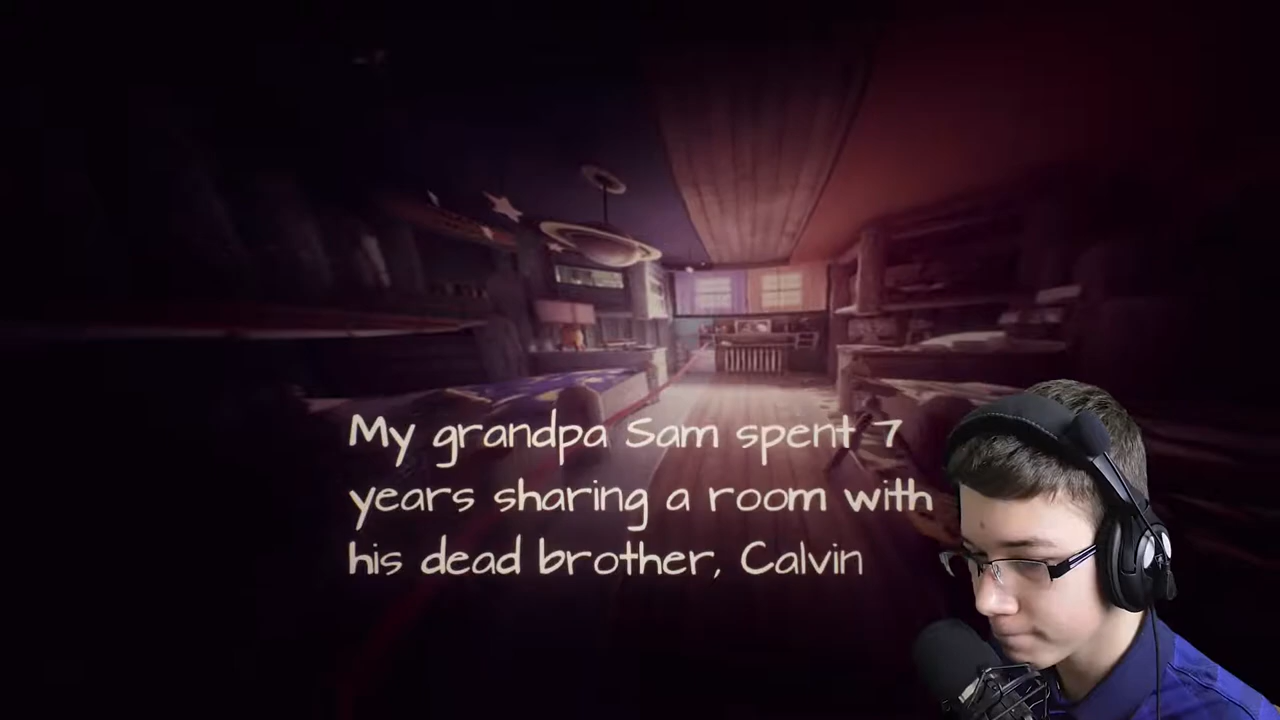 My grandpa Sam spent 7
years sharing a room with
his dead brother, Calvin